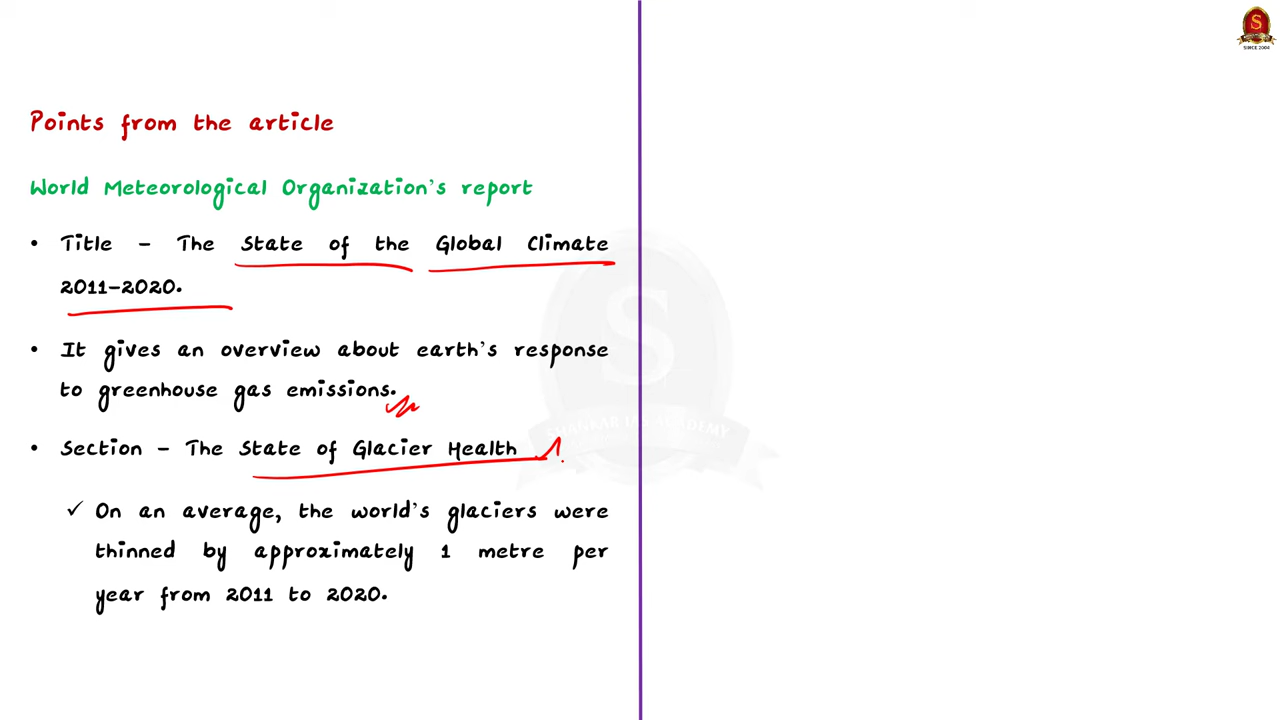 Points from the article
World Meteorological Organization's report
• Title – The State of the Global Climate
2011–2020.
• It gives an overview about earth's response
to greenhouse gas emissions.
• Section – The State of Glacier Health
✓ On an average, the world's glaciers were
thinned by approximately 1 metre per
year from 2011 to 2020.
S
SINCE 2004